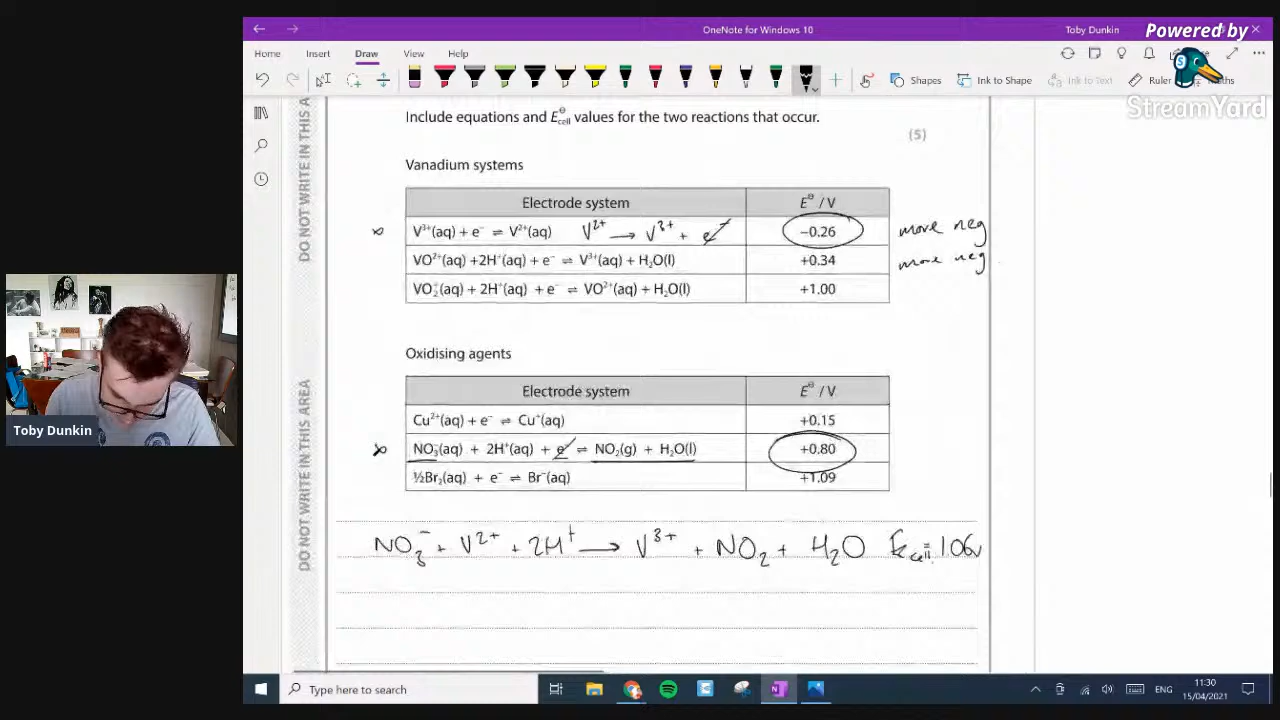 OneNote for Windows 10
Toby Dunkin
Powered by
StreamYard
Home Insert Draw View Help
Shapes Ink to Shape Ink to Text Ruler Maths
DO NOT WRITE IN THIS A
Include equations and E⦵cell values for the two reactions that occur.
(5)
Vanadium systems
Electrode system E⦵ / V
V³⁺(aq) + e⁻ ⇌ V²⁺(aq) V²⁺ → V³⁺ + e⁻ −0.26 more neg
VO²⁺(aq) +2H⁺(aq) + e⁻ ⇌ V³⁺(aq) + H₂O(l) +0.34 more neg
VO₂⁺(aq) + 2H⁺(aq) + e⁻ ⇌ VO²⁺(aq) + H₂O(l) +1.00
Oxidising agents
Electrode system E⦵ / V
Cu²⁺(aq) + e⁻ ⇌ Cu⁺(aq) +0.15
NO₃⁻(aq) + 2H⁺(aq) + e⁻ ⇌ NO₂(g) + H₂O(l) +0.80
½Br₂(aq) + e⁻ ⇌ Br⁻(aq) +1.09
DO NOT WRITE IN THIS AREA
NO₃⁻ + V²⁺ + 2H⁺ → V³⁺ + NO₂ + H₂O Ecell = 1.06v
Toby Dunkin
Type here to search
ENG
11:30
15/04/2021